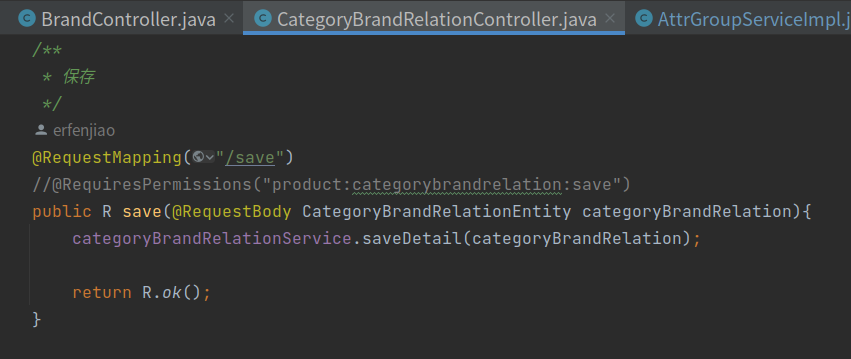 BrandController.java × CategoryBrandRelationController.java × AttrGroupServiceImpl.j
/**
 * 保存
 */
erfenjiao
@RequestMapping("/save")
//@RequiresPermissions("product:categorybrandrelation:save")
public R save(@RequestBody CategoryBrandRelationEntity categoryBrandRelation){
    categoryBrandRelationService.saveDetail(categoryBrandRelation);
    return R.ok();
}